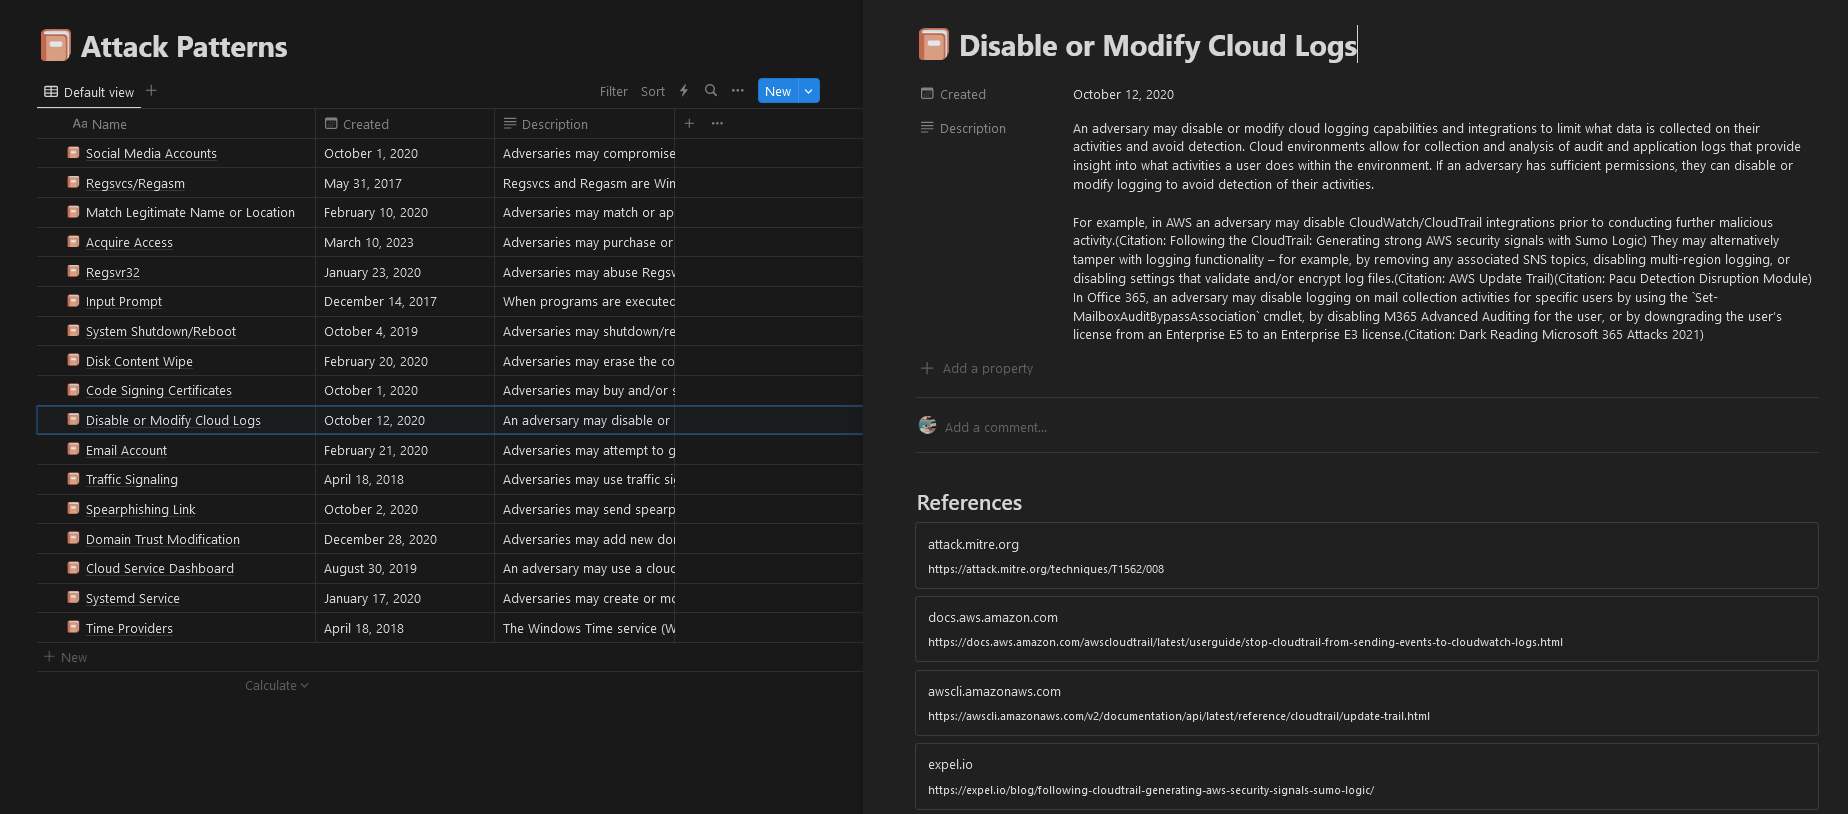 Attack Patterns
Default view
Filter Sort New
Aa Name Created Description
Social Media Accounts October 1, 2020 Adversaries may compromise
Regsvcs/Regasm May 31, 2017 Regsvcs and Regasm are Win
Match Legitimate Name or Location February 10, 2020 Adversaries may match or ap
Acquire Access March 10, 2023 Adversaries may purchase or
Regsvr32 January 23, 2020 Adversaries may abuse Regsv
Input Prompt December 14, 2017 When programs are executed
System Shutdown/Reboot October 4, 2019 Adversaries may shutdown/re
Disk Content Wipe February 20, 2020 Adversaries may erase the co
Code Signing Certificates October 1, 2020 Adversaries may buy and/or s
Disable or Modify Cloud Logs October 12, 2020 An adversary may disable or
Email Account February 21, 2020 Adversaries may attempt to g
Traffic Signaling April 18, 2018 Adversaries may use traffic si
Spearphishing Link October 2, 2020 Adversaries may send spearp
Domain Trust Modification December 28, 2020 Adversaries may add new do
Cloud Service Dashboard August 30, 2019 An adversary may use a clou
Systemd Service January 17, 2020 Adversaries may create or mo
Time Providers April 18, 2018 The Windows Time service (W
New
Calculate
Disable or Modify Cloud Logs
Created October 12, 2020
Description An adversary may disable or modify cloud logging capabilities and integrations to limit what data is collected on their
activities and avoid detection. Cloud environments allow for collection and analysis of audit and application logs that provide
insight into what activities a user does within the environment. If an adversary has sufficient permissions, they can disable or
modify logging to avoid detection of their activities.
For example, in AWS an adversary may disable CloudWatch/CloudTrail integrations prior to conducting further malicious
activity.(Citation: Following the CloudTrail: Generating strong AWS security signals with Sumo Logic) They may alternatively
tamper with logging functionality – for example, by removing any associated SNS topics, disabling multi-region logging, or
disabling settings that validate and/or encrypt log files.(Citation: AWS Update Trail)(Citation: Pacu Detection Disruption Module)
In Office 365, an adversary may disable logging on mail collection activities for specific users by using the `Set-
MailboxAuditBypassAssociation` cmdlet, by disabling M365 Advanced Auditing for the user, or by downgrading the user's
license from an Enterprise E5 to an Enterprise E3 license.(Citation: Dark Reading Microsoft 365 Attacks 2021)
Add a property
Add a comment...
References
attack.mitre.org
https://attack.mitre.org/techniques/T1562/008
docs.aws.amazon.com
https://docs.aws.amazon.com/awscloudtrail/latest/userguide/stop-cloudtrail-from-sending-events-to-cloudwatch-logs.html
awscli.amazonaws.com
https://awscli.amazonaws.com/v2/documentation/api/latest/reference/cloudtrail/update-trail.html
expel.io
https://expel.io/blog/following-cloudtrail-generating-aws-security-signals-sumo-logic/